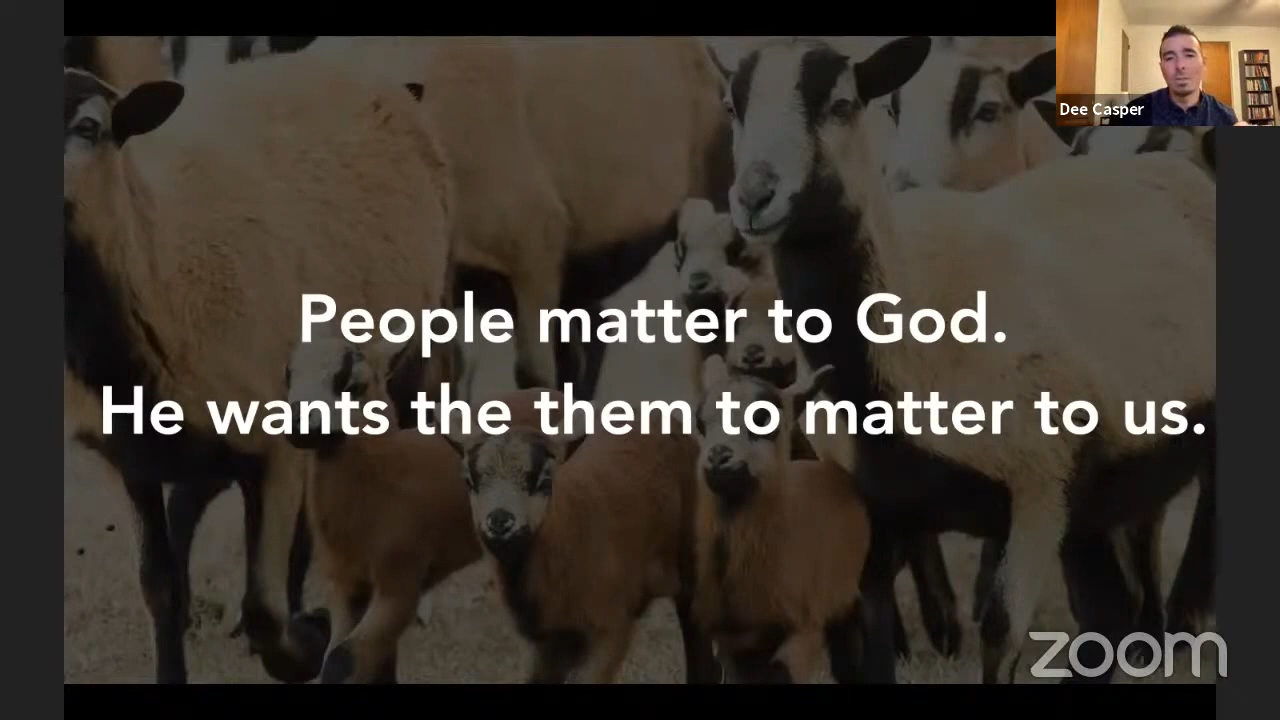 Dee Casper
People matter to God.
He wants the them to matter to us.
zoom